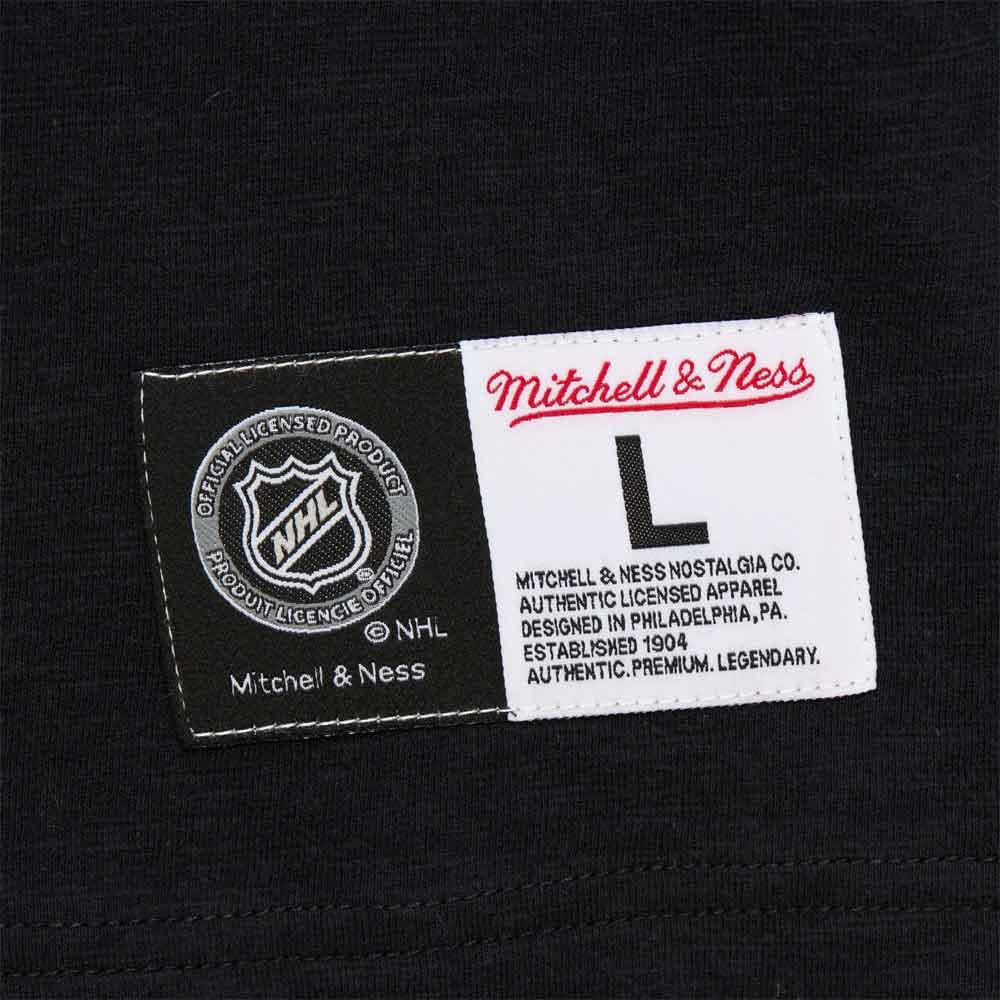 OFFICIAL LICENSED PRODUCT
NHL
PRODUIT LICENCIE OFFICIEL
®
© NHL
Mitchell & Ness
Mitchell & Ness
L
MITCHELL & NESS NOSTALGIA CO.
AUTHENTIC LICENSED APPAREL
DESIGNED IN PHILADELPHIA, PA.
ESTABLISHED 1904
AUTHENTIC. PREMIUM. LEGENDARY.